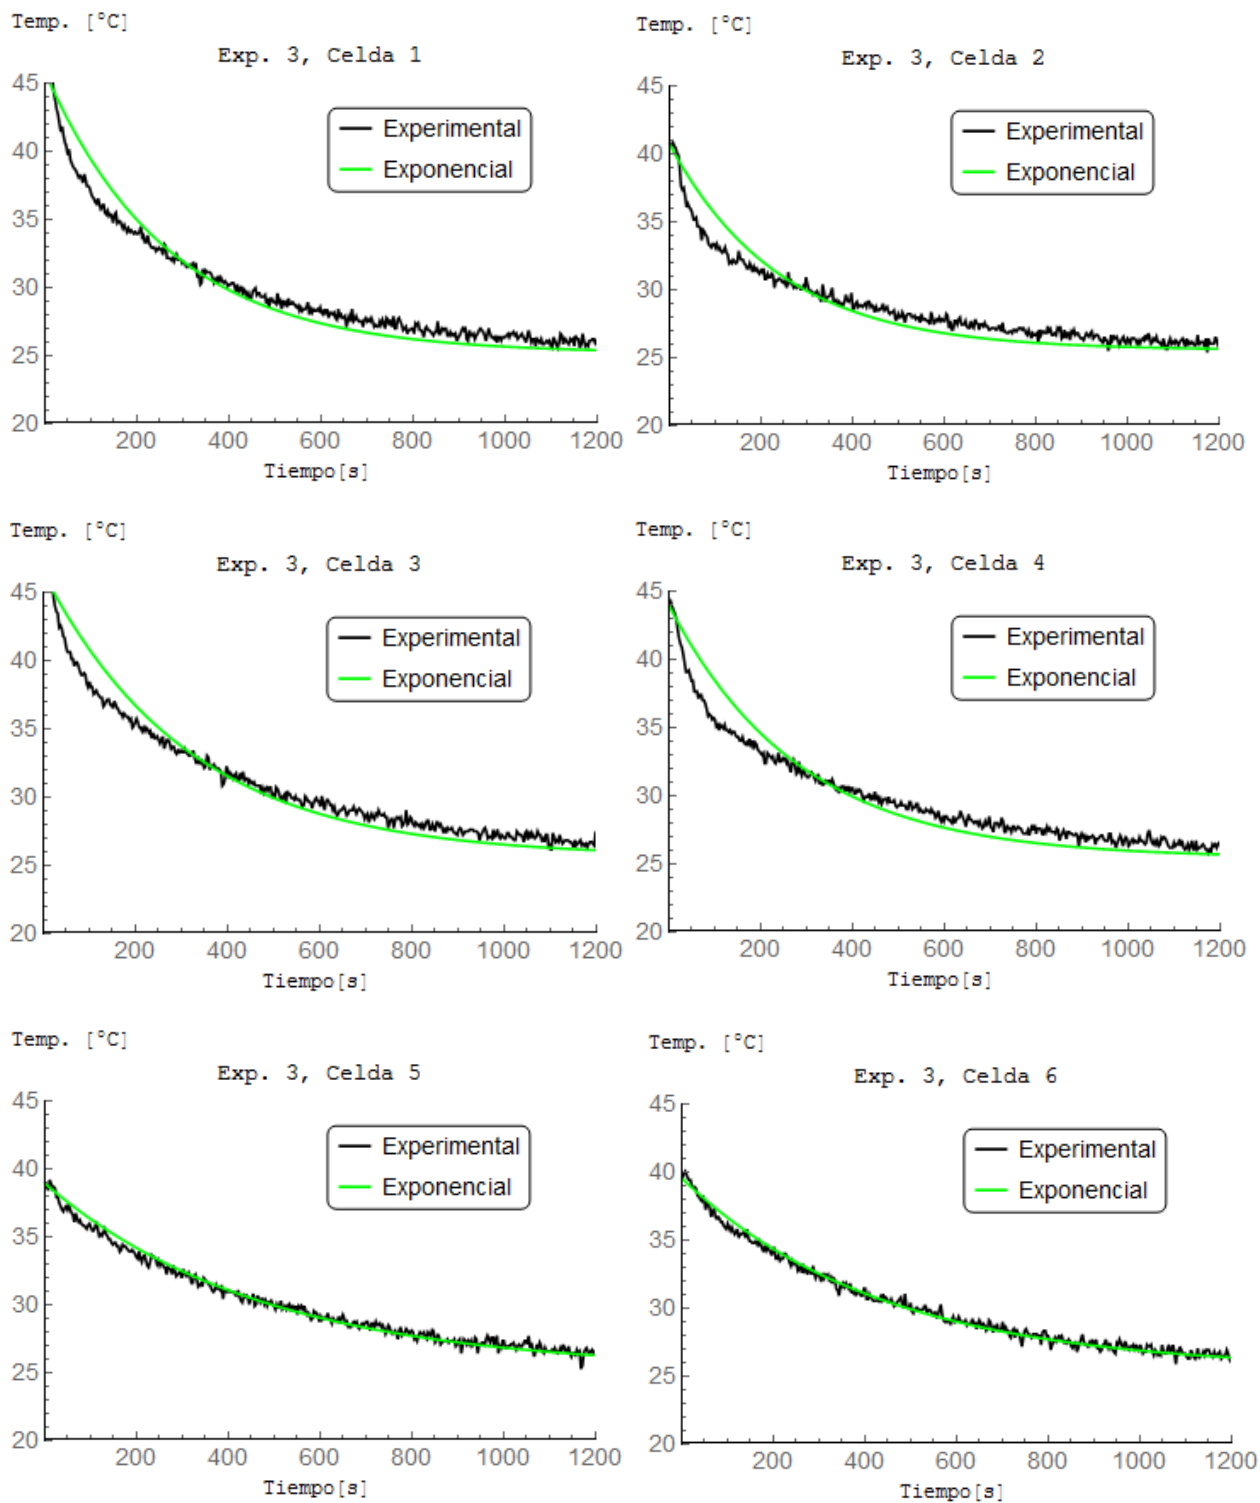 Temp. [°C]
Exp. 3, Celda 1
45
40
35
30
25
20
Experimental
Exponencial
200 400 600 800 1000 1200
Tiempo[s]
Temp. [°C]
Exp. 3, Celda 2
45
40
35
30
25
20
Experimental
Exponencial
200 400 600 800 1000 1200
Tiempo[s]
Temp. [°C]
Exp. 3, Celda 3
45
40
35
30
25
20
Experimental
Exponencial
200 400 600 800 1000 1200
Tiempo[s]
Temp. [°C]
Exp. 3, Celda 4
45
40
35
30
25
20
Experimental
Exponencial
200 400 600 800 1000 1200
Tiempo[s]
Temp. [°C]
Exp. 3, Celda 5
45
40
35
30
25
20
Experimental
Exponencial
200 400 600 800 1000 1200
Tiempo[s]
Temp. [°C]
Exp. 3, Celda 6
45
40
35
30
25
20
Experimental
Exponencial
200 400 600 800 1000 1200
Tiempo[s]